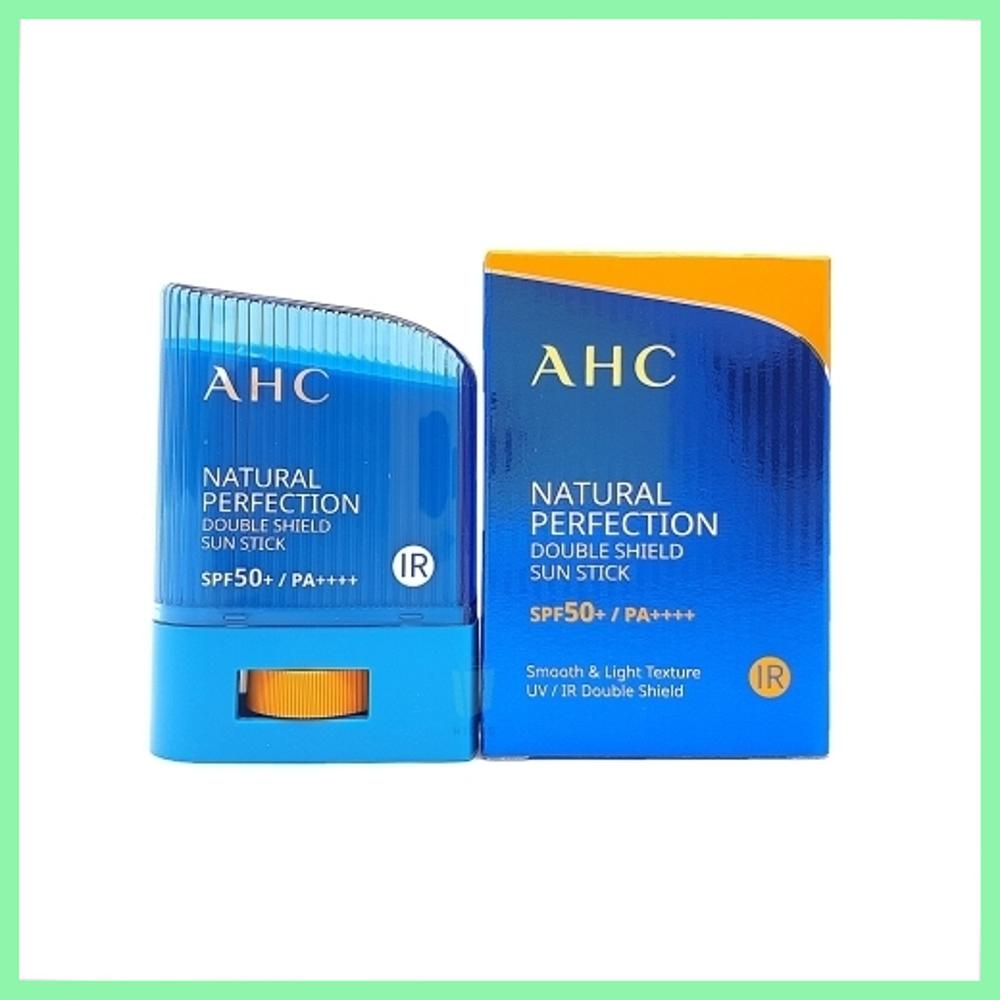 AHC
NATURAL
PERFECTION
DOUBLE SHIELD
SUN STICK
SPF50+ / PA++++
IR
AHC
NATURAL
PERFECTION
DOUBLE SHIELD
SUN STICK
SPF50+ / PA++++
Smooth & Light Texture
UV / IR Double Shield
IR